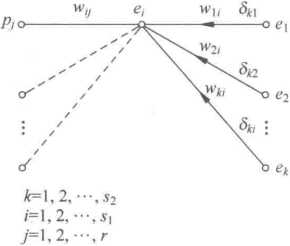 p_j w_ij e_i w_1i δ_k1 e_1
w_2i δ_k2
w_ki e_2
δ_ki
⋮ ⋮
e_k
k=1, 2, ⋯, s_2
i=1, 2, ⋯, s_1
j=1, 2, ⋯, r